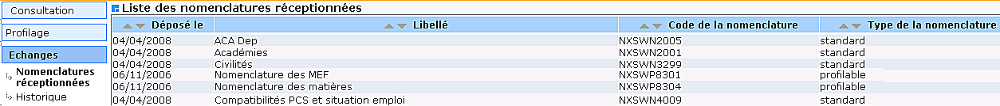 Consultation
Profilage
Echanges
Nomenclatures
réceptionnées
Historique
Liste des nomenclatures réceptionnées
Déposé le Libellé Code de la nomenclature Type de la nomenclature
04/04/2008 ACA Dep NXSWN2005 standard
04/04/2008 Académies NXSWN2001 standard
04/04/2008 Civilités NXSWN3299 standard
06/11/2006 Nomenclature des MEF NXSWP8301 profilable
06/11/2006 Nomenclature des matières NXSWP8304 profilable
04/04/2008 Compatibilités PCS et situation emploi NXSWN4009 standard